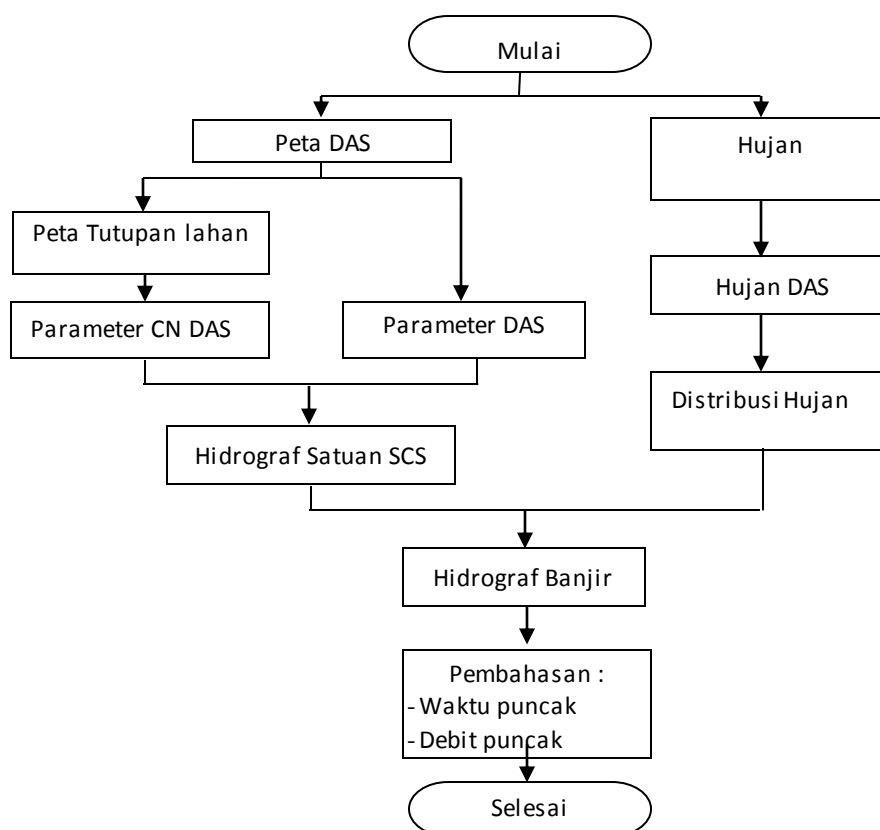 Mulai
Peta DAS
Hujan
Peta Tutupan lahan
Hujan DAS
Parameter CN DAS
Parameter DAS
Distribusi Hujan
Hidrograf Satuan SCS
Hidrograf Banjir
Pembahasan :
- Waktu puncak
- Debit puncak
Selesai